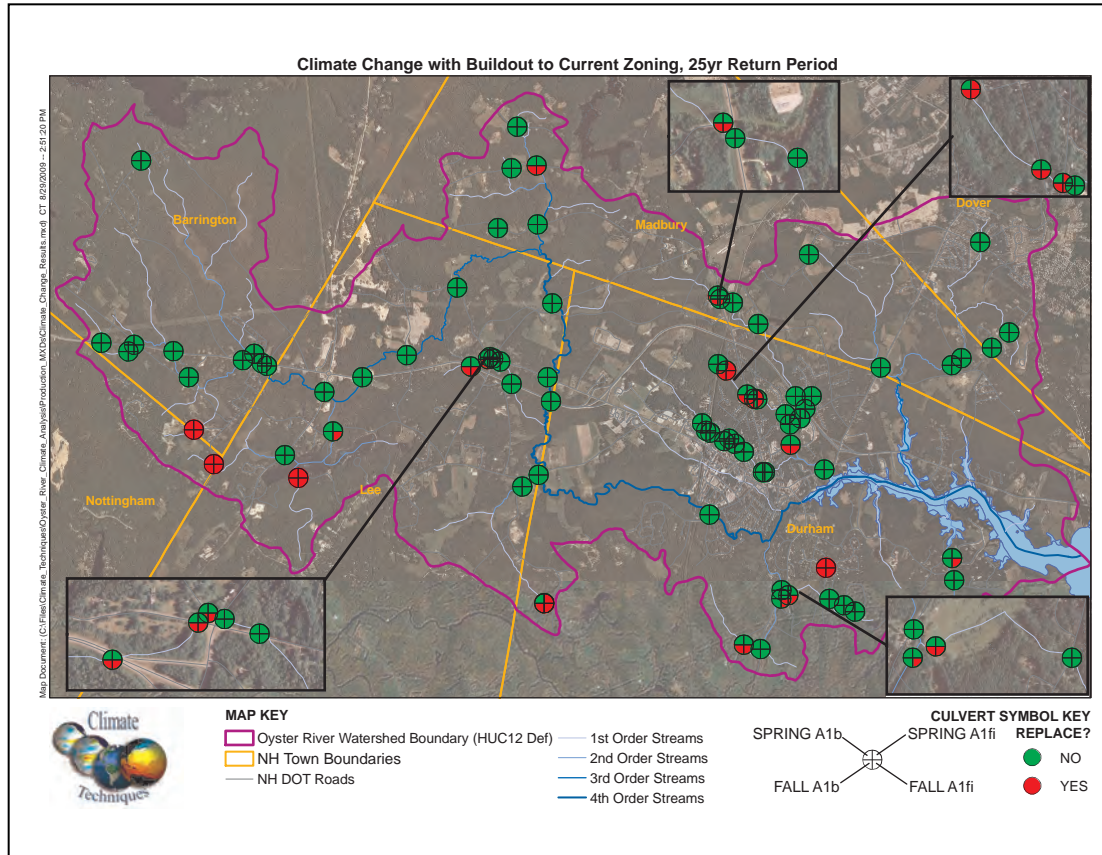 Climate Change with Buildout to Current Zoning, 25yr Return Period
Map Document: (C:\Files\Climate_Techniques\Oyster_River_Climate_Analysis\Production_MXDs\Climate_Change_Results.mxd) CT 8/29/2009 -- 2:51:20 PM
Barrington
Madbury
Dover
Nottingham
Lee
Durham
Climate
Techniques
MAP KEY
Oyster River Watershed Boundary (HUC12 Def)
NH Town Boundaries
NH DOT Roads
1st Order Streams
2nd Order Streams
3rd Order Streams
4th Order Streams
SPRING A1b
SPRING A1fi
FALL A1b
FALL A1fi
CULVERT SYMBOL KEY
REPLACE?
NO
YES